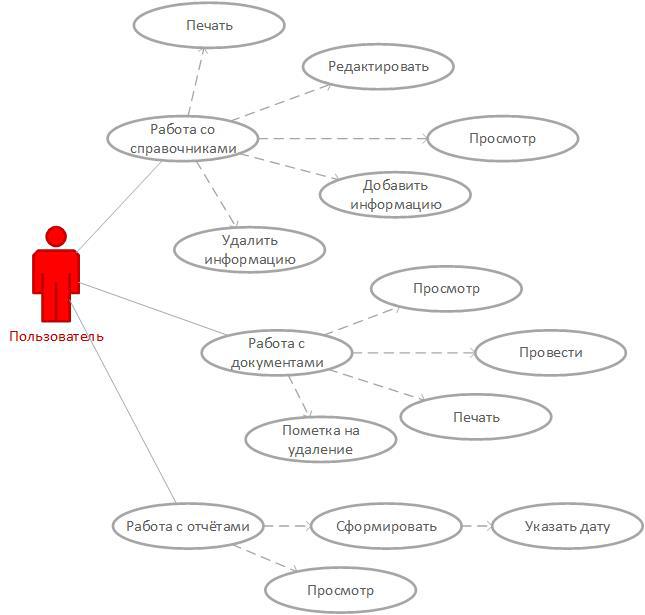 Печать
Редактировать
Работа со
справочниками
Просмотр
Добавить
информацию
Удалить
информацию
Пользователь
Просмотр
Работа с
документами
Провести
Печать
Пометка на
удаление
Работа с отчётами
Сформировать
Указать дату
Просмотр